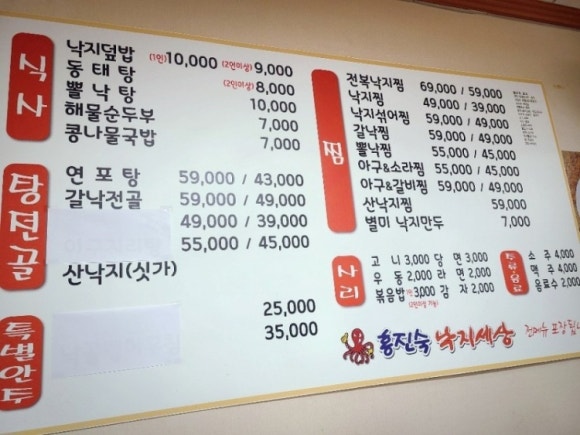 식사
낙지덮밥 (1인) 10,000 (2인이상) 9,000
동태탕 (2인이상) 8,000
뽈낙탕 10,000
해물순두부 7,000
콩나물국밥 7,000
탕전골
연포탕 59,000 / 43,000
갈낙전골 59,000 / 49,000
49,000 / 39,000
55,000 / 45,000
산낙지(싯가)
특별안주
25,000
35,000
찜
전복낙지찜 69,000 / 59,000
낙지찜 49,000 / 39,000
낙지섞어찜 59,000 / 49,000
갈낙찜 59,000 / 49,000
뽈낙찜 55,000 / 45,000
아구&소라찜 55,000 / 45,000
아구&갈비찜 59,000 / 49,000
산낙찜 59,000
별미 낙지만두 7,000
사리
고니 3,000 당면 3,000
우동 2,000 라면 2,000
볶음밥 3,000 감자 2,000
소주 4,000
맥주 4,000
음료수 2,000
홍진숙 낙지세상
전메뉴 포장